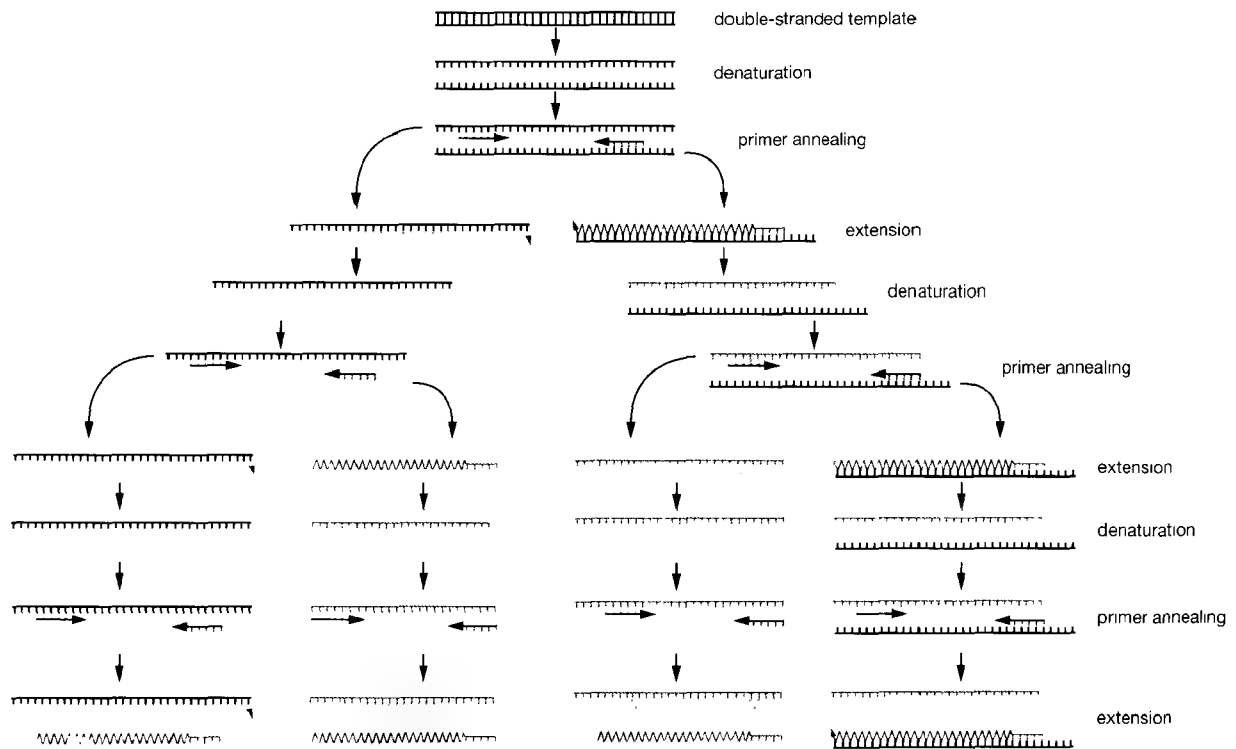 double-stranded template
denaturation
primer annealing
extension
denaturation
primer annealing
extension
denaturation
primer annealing
extension